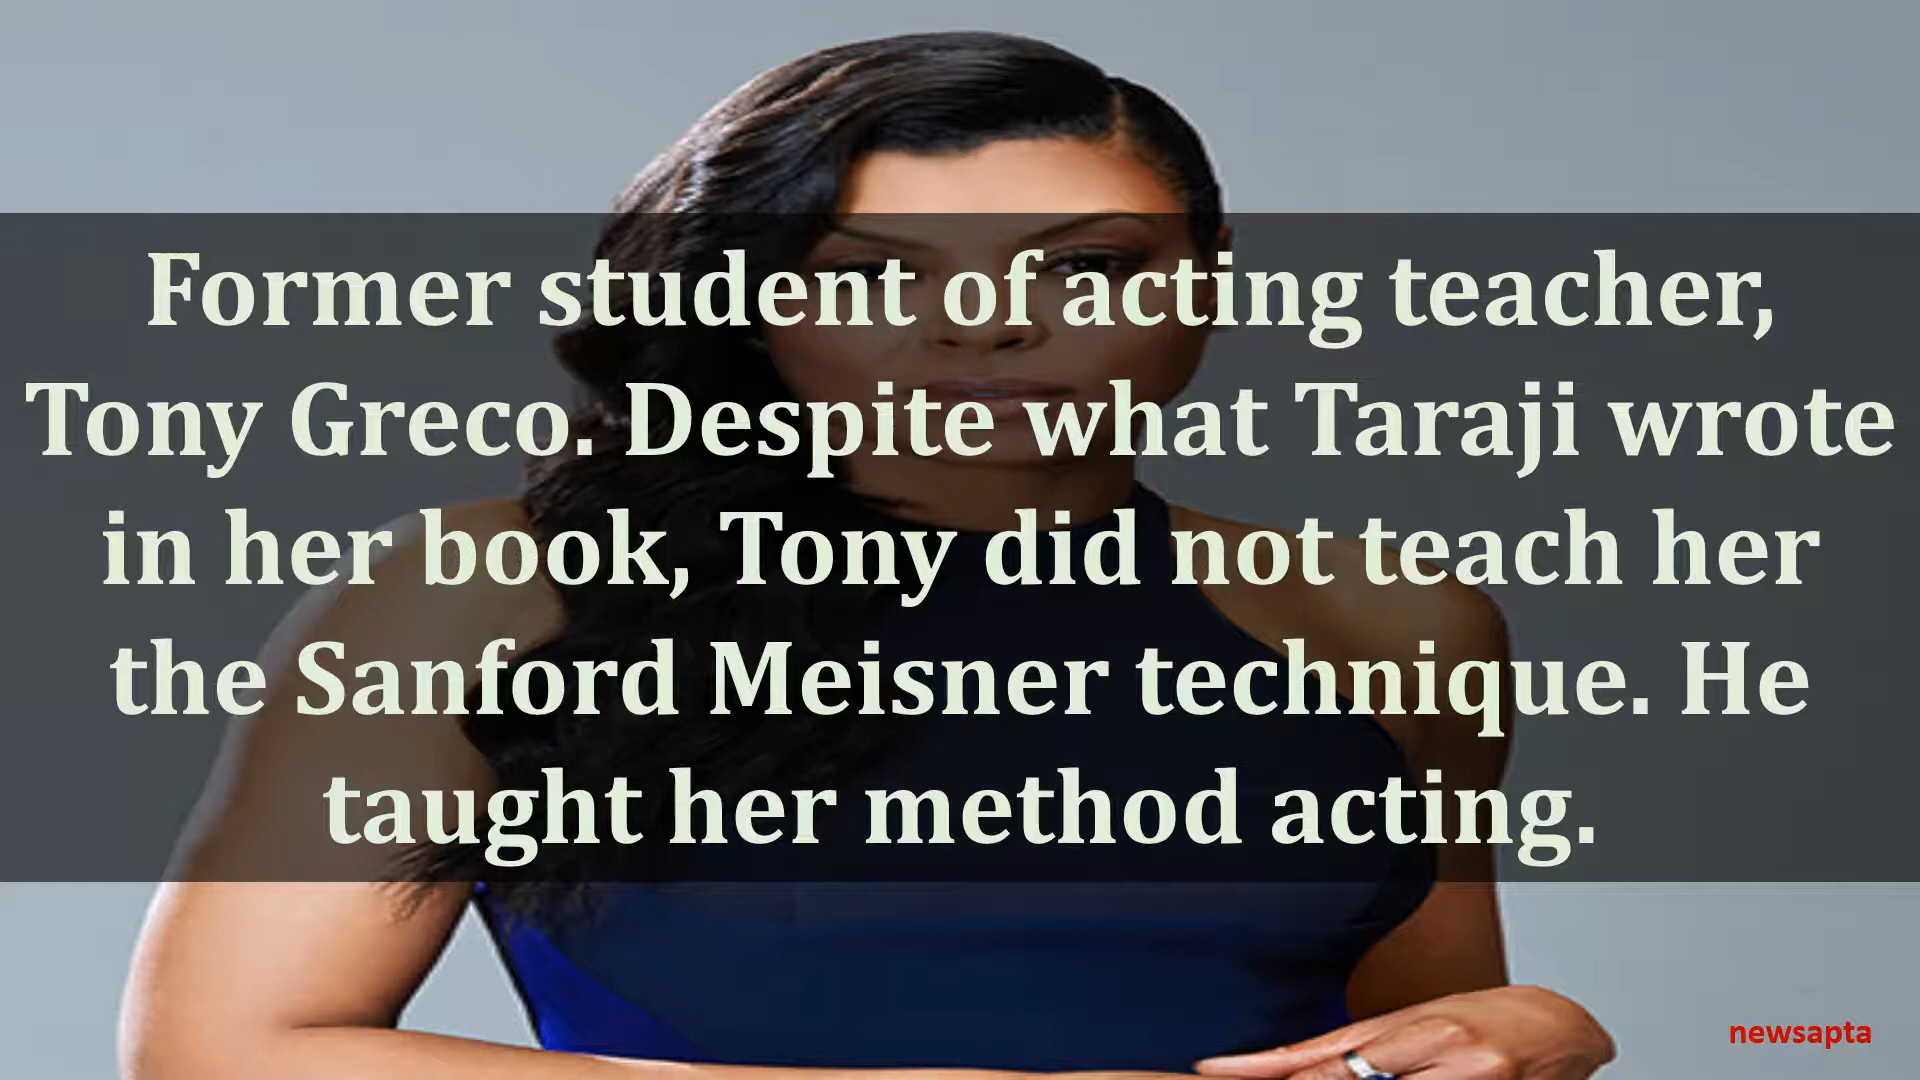 Former student of acting teacher,
Tony Greco. Despite what Taraji wrote
in her book, Tony did not teach her
the Sanford Meisner technique. He
taught her method acting.
newsapta